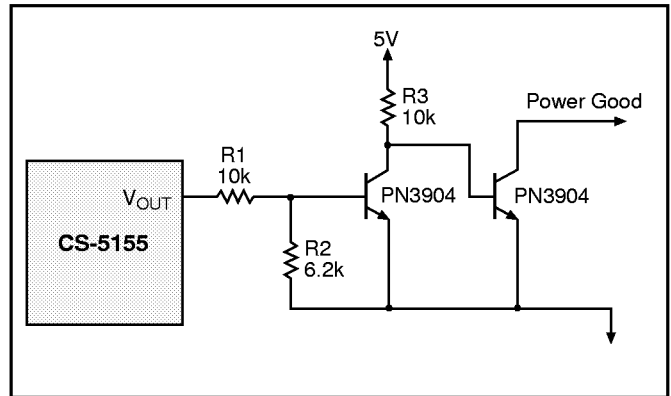 5V
R3
10k
Power Good
R1
10k
VOUT
PN3904
PN3904
CS-5155
R2
6.2k